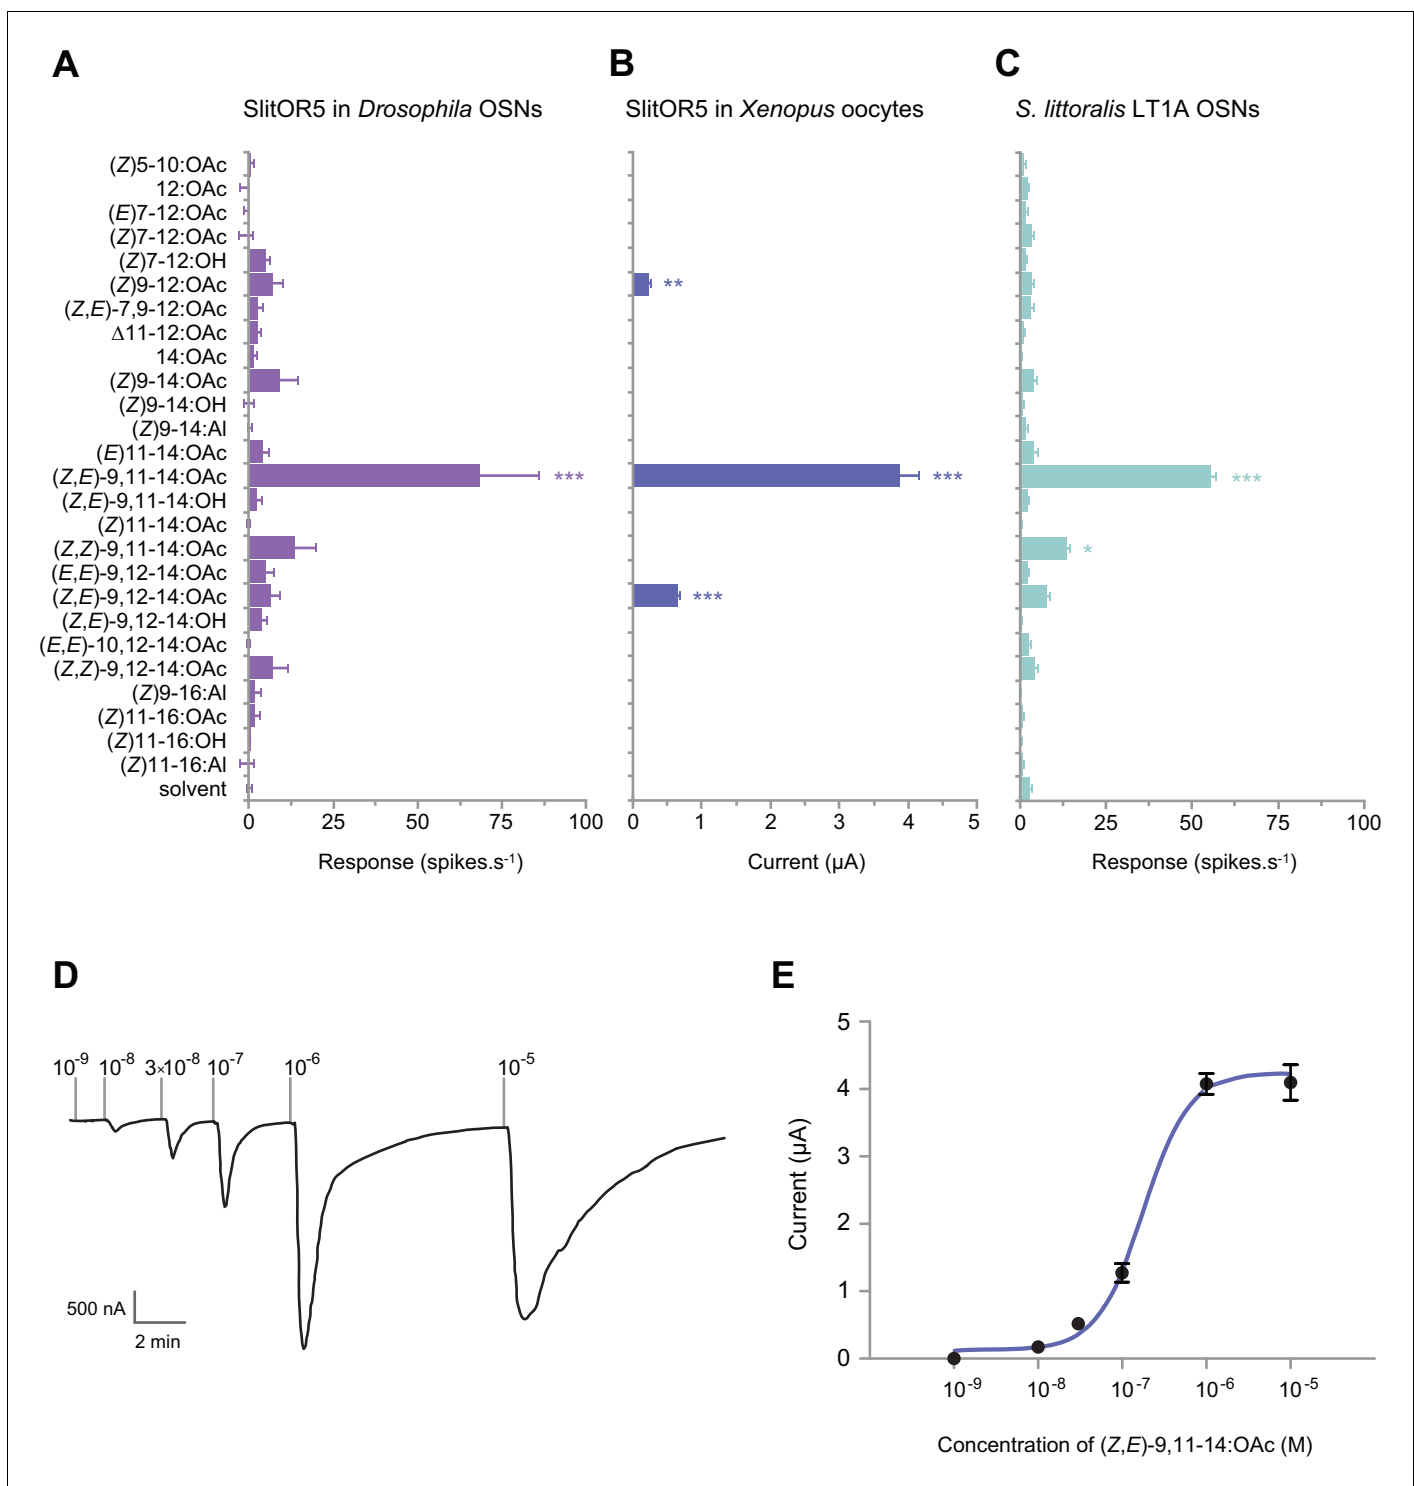 A
B
C
SlitOR5 in Drosophila OSNs
SlitOR5 in Xenopus oocytes
S. littoralis LT1A OSNs
(Z)5-10:OAc
12:OAc
(E)7-12:OAc
(Z)7-12:OAc
(Z)7-12:OH
(Z)9-12:OAc
**
(Z,E)-7,9-12:OAc
Δ11-12:OAc
14:OAc
(Z)9-14:OAc
(Z)9-14:OH
(Z)9-14:Al
(E)11-14:OAc
(Z,E)-9,11-14:OAc
***
***
***
(Z,E)-9,11-14:OH
(Z)11-14:OAc
(Z,Z)-9,11-14:OAc
*
(E,E)-9,12-14:OAc
(Z,E)-9,12-14:OAc
***
(Z,E)-9,12-14:OH
(E,E)-10,12-14:OAc
(Z,Z)-9,12-14:OAc
(Z)9-16:Al
(Z)11-16:OAc
(Z)11-16:OH
(Z)11-16:Al
solvent
0 25 50 75 100
0 1 2 3 4 5
0 25 50 75 100
Response (spikes.s⁻¹)
Current (µA)
Response (spikes.s⁻¹)
D
10⁻⁹ 10⁻⁸ 3×10⁻⁸ 10⁻⁷ 10⁻⁶ 10⁻⁵
500 nA
2 min
E
5
4
3
2
1
0
Current (µA)
10⁻⁹ 10⁻⁸ 10⁻⁷ 10⁻⁶ 10⁻⁵
Concentration of (Z,E)-9,11-14:OAc (M)